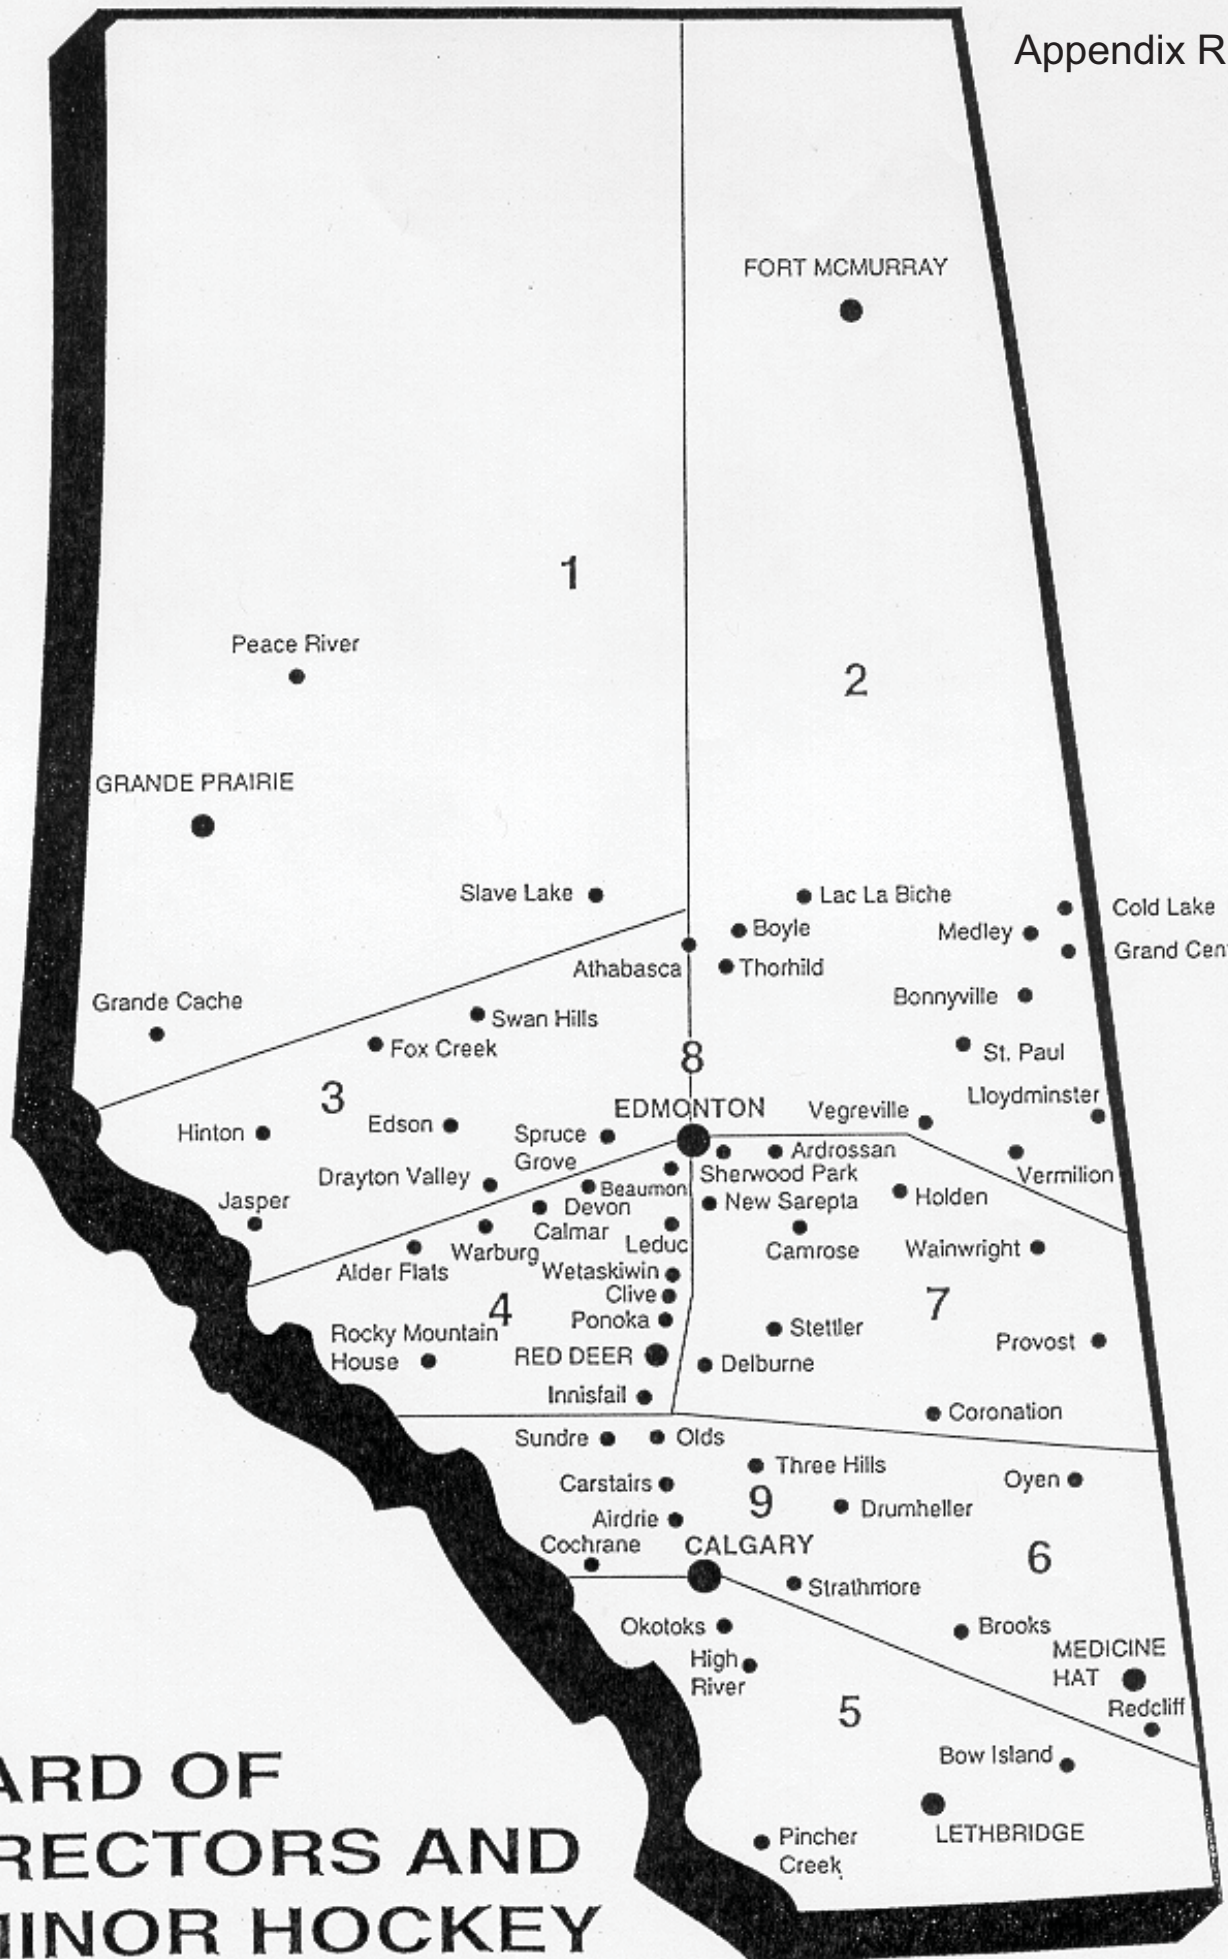 Appendix R
FORT MCMURRAY
1
Peace River
2
GRANDE PRAIRIE
Slave Lake
Lac La Biche
Cold Lake
Boyle
Medley
Grand Cen
Athabasca
Thorhild
Grande Cache
Bonnyville
Swan Hills
Fox Creek
8
St. Paul
3
Lloydminster
EDMONTON
Vegreville
Hinton
Edson
Spruce
Grove
Ardrossan
Sherwood Park
Vermilion
Drayton Valley
Beaumon
Jasper
Devon
New Sarepta
Holden
Calmar
Leduc
Camrose
Wainwright
Warburg
Alder Flats
Wetaskiwin
Clive
4
7
Ponoka
Rocky Mountain
House
Stettler
Provost
RED DEER
Delburne
Innisfail
Coronation
Sundre
Olds
Three Hills
Oyen
Carstairs
9
Drumheller
Airdrie
Cochrane
CALGARY
6
Strathmore
Okotoks
Brooks
High
River
MEDICINE
HAT
5
Redcliff
Bow Island
LETHBRIDGE
Pincher
Creek
ARD OF
RECTORS AND
MINOR HOCKEY